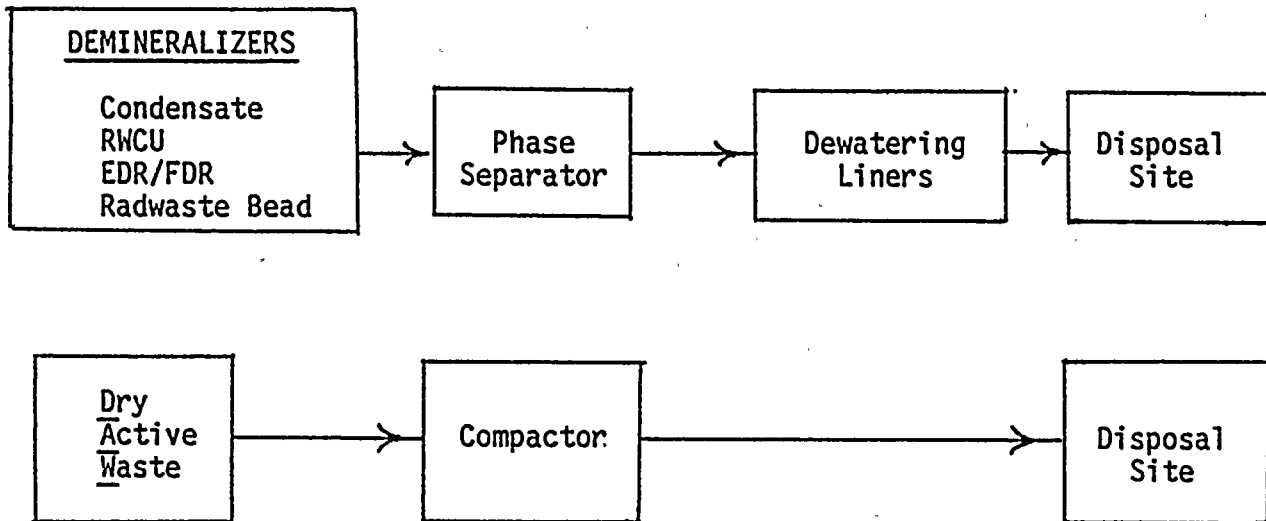 DEMINERALIZERS
Condensate
RWCU
EDR/FDR
Radwaste Bead
Phase
Separator
Dewatering
Liners
Disposal
Site
Dry
Active
Waste
Compactor
Disposal
Site